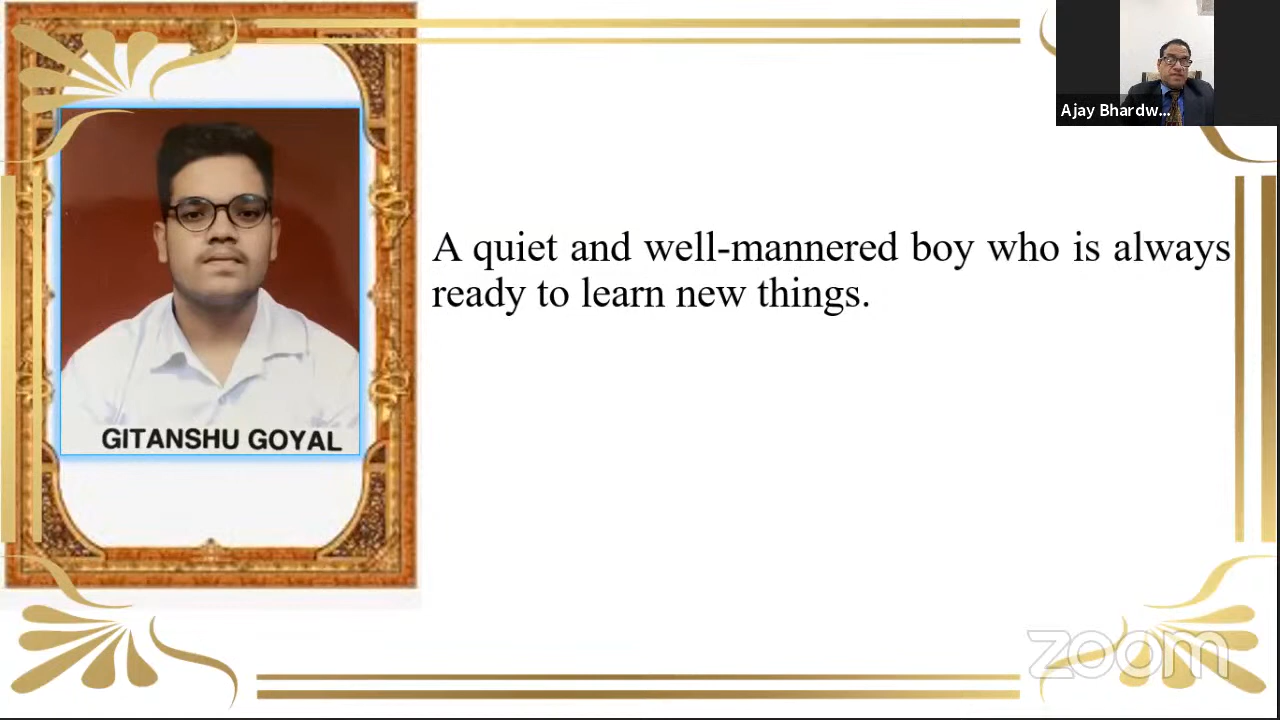 Ajay Bhardw...
A quiet and well-mannered boy who is always
ready to learn new things.
GITANSHU GOYAL
zoom